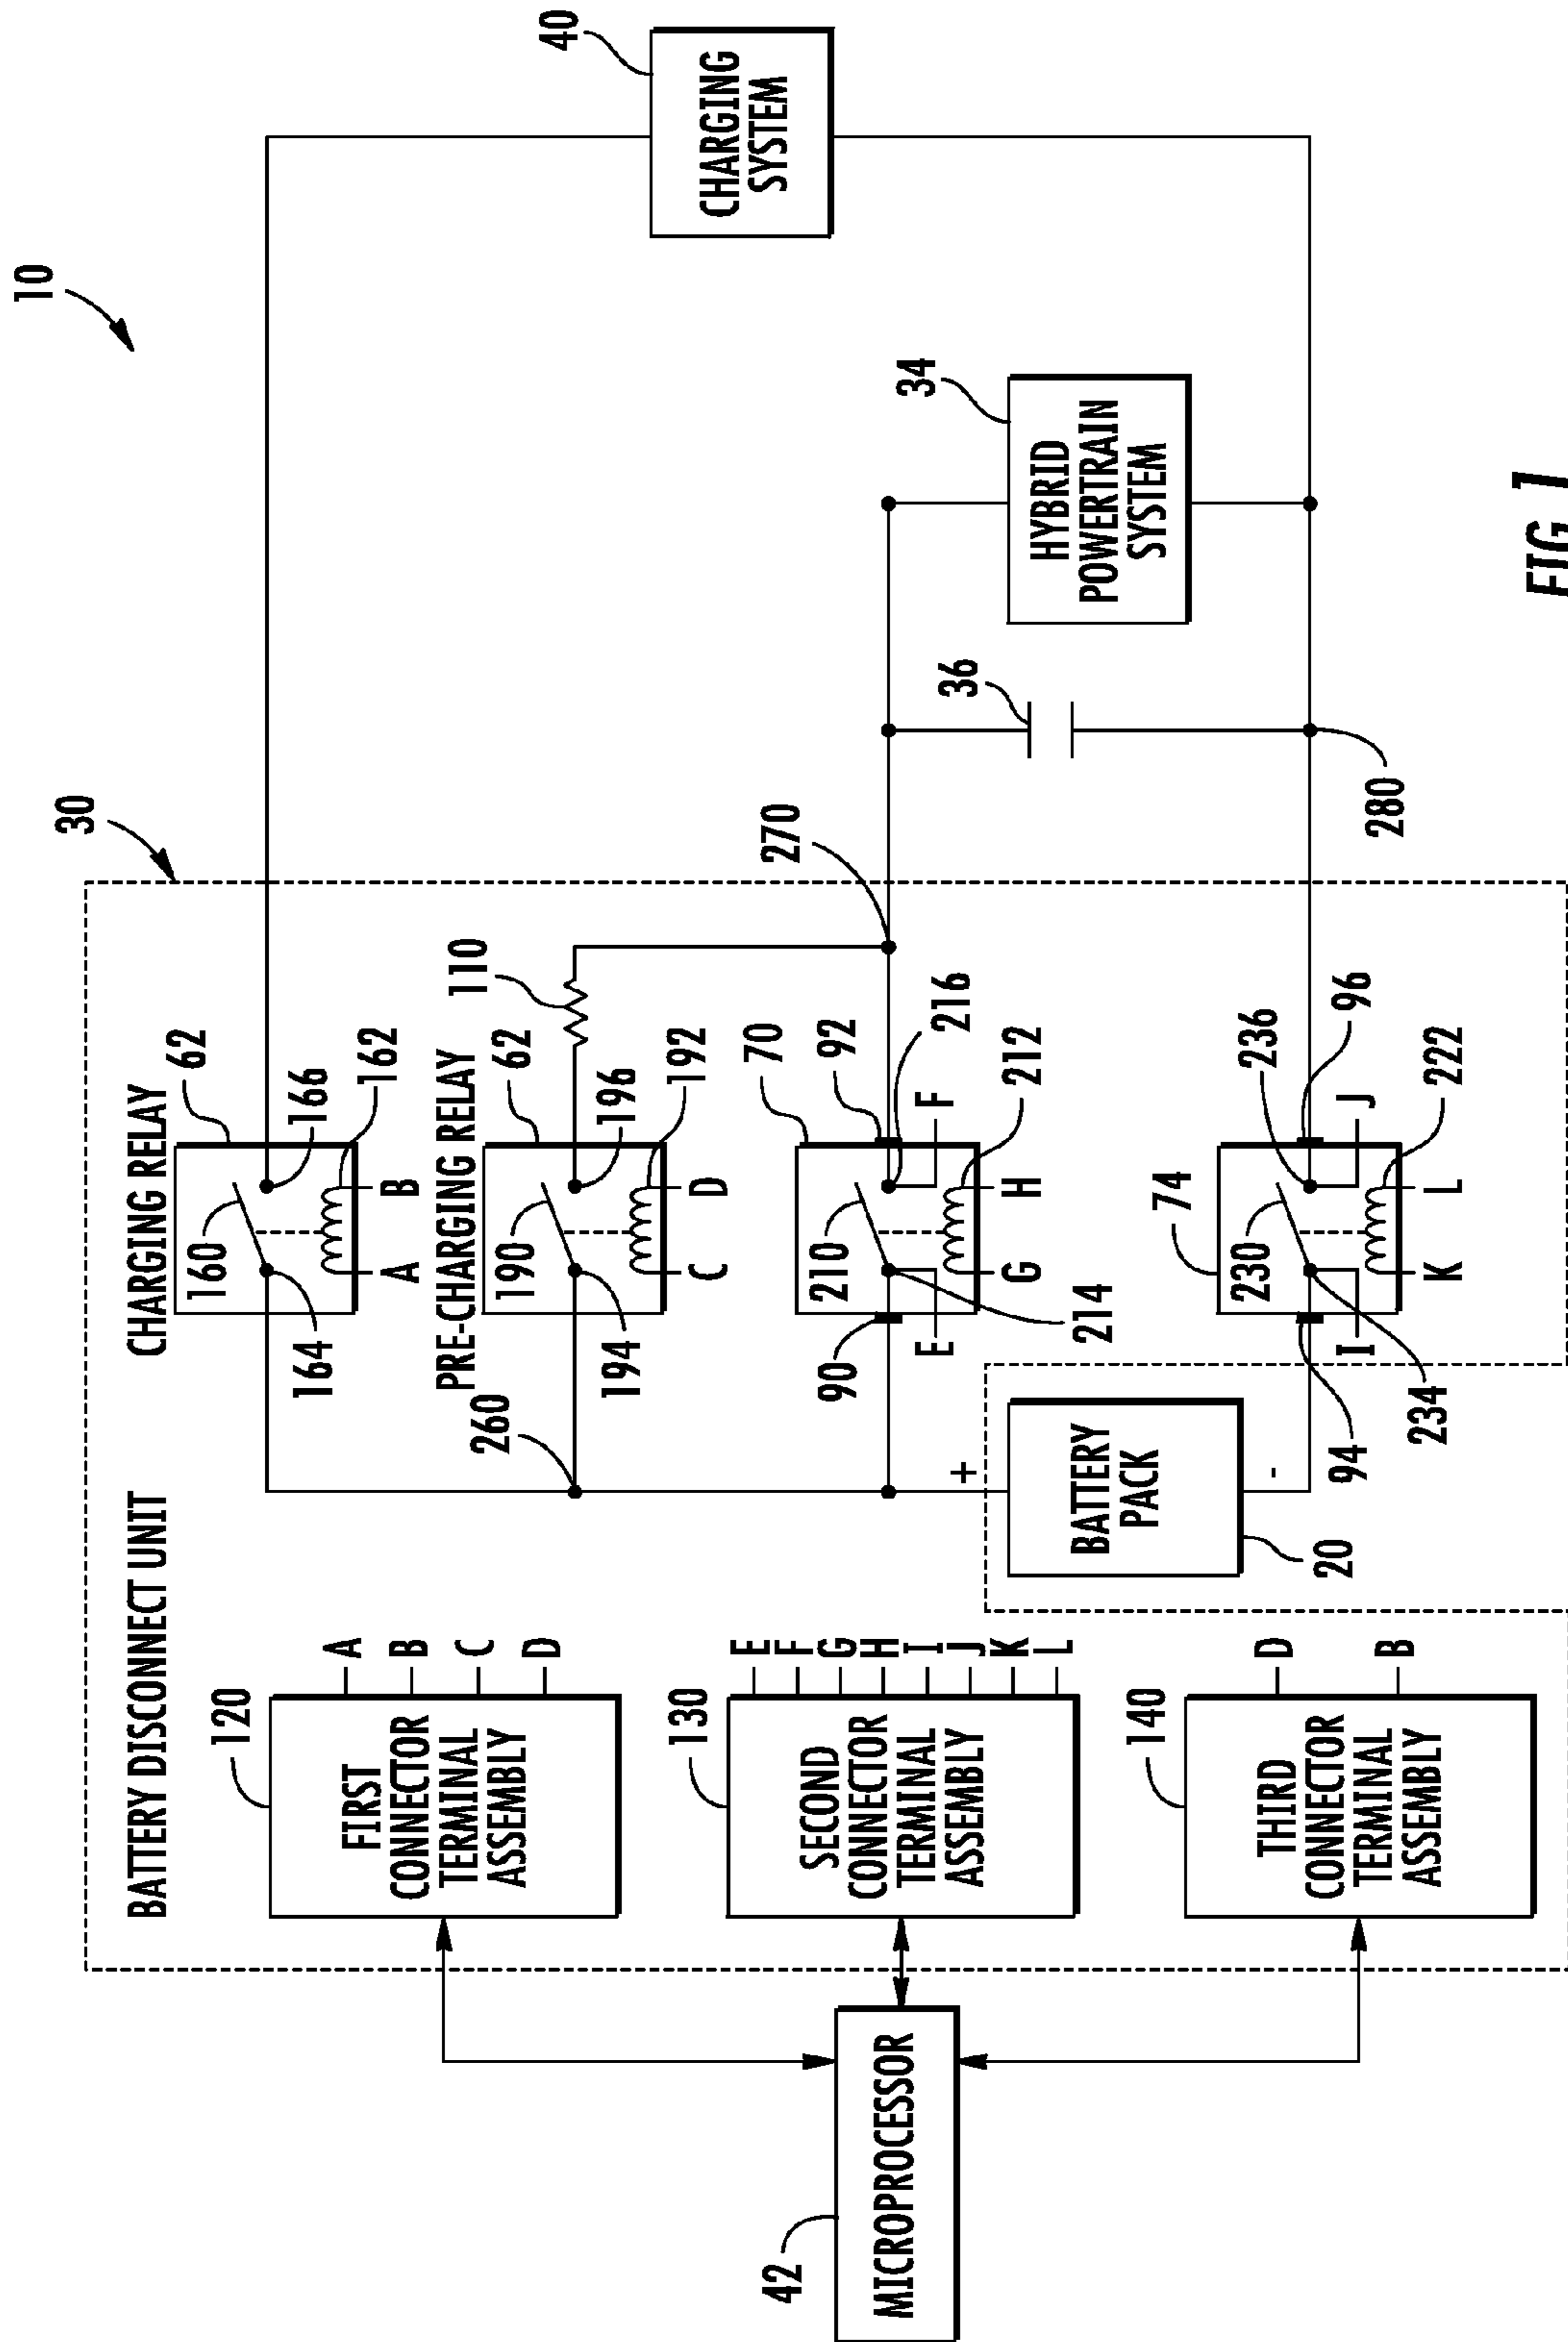 10
30
BATTERY DISCONNECT UNIT
CHARGING RELAY
62
160
164
166
162
A
B
PRE-CHARGING RELAY
62
110
190
194
196
192
C
D
260
270
70
90
92
210
214
216
212
E
F
G
H
74
94
96
230
234
236
222
I
J
K
L
+
-
BATTERY
PACK
20
120
FIRST
CONNECTOR
TERMINAL
ASSEMBLY
A
B
C
D
130
SECOND
CONNECTOR
TERMINAL
ASSEMBLY
E
F
G
H
I
J
K
L
140
THIRD
CONNECTOR
TERMINAL
ASSEMBLY
D
B
42
MICROPROCESSOR
36
280
34
HYBRID
POWERTRAIN
SYSTEM
40
CHARGING
SYSTEM
FIG. 1